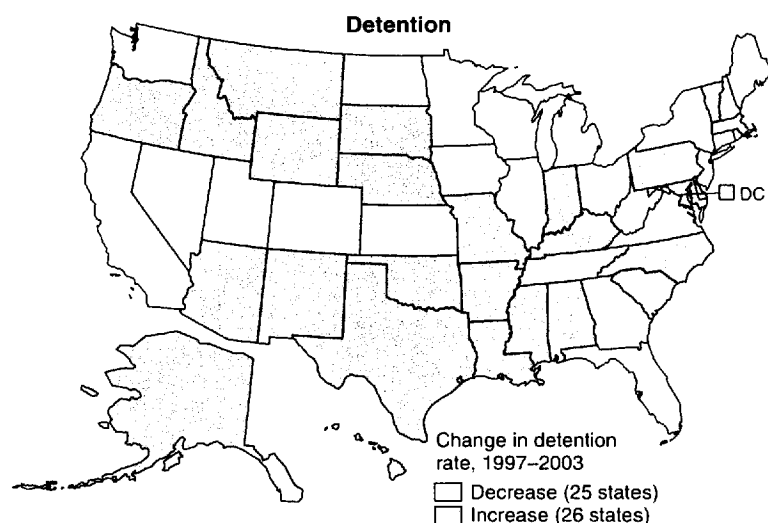 Detention
DC
Change in detention
rate, 1997–2003
Decrease (25 states)
Increase (26 states)